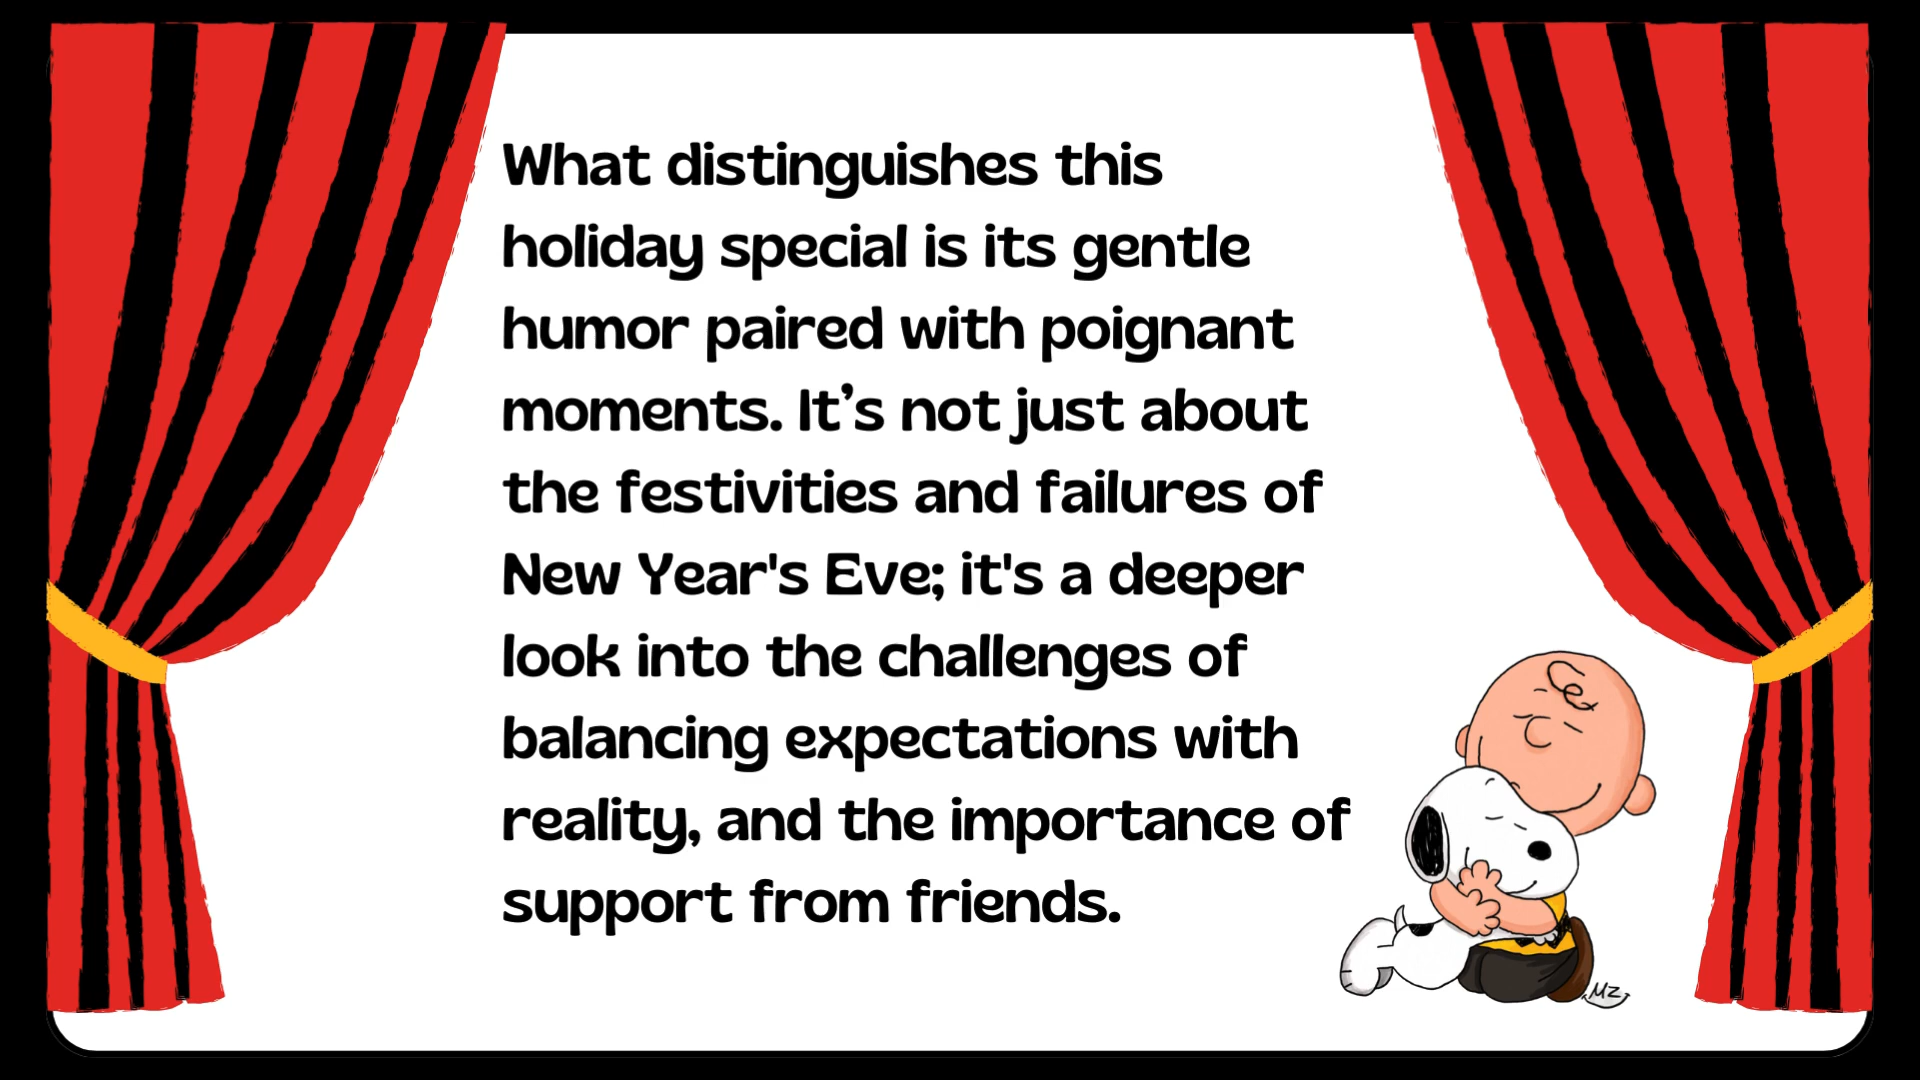 What distinguishes this
holiday special is its gentle
humor paired with poignant
moments. It’s not just about
the festivities and failures of
New Year's Eve; it's a deeper
look into the challenges of
balancing expectations with
reality, and the importance of
support from friends.
MZ